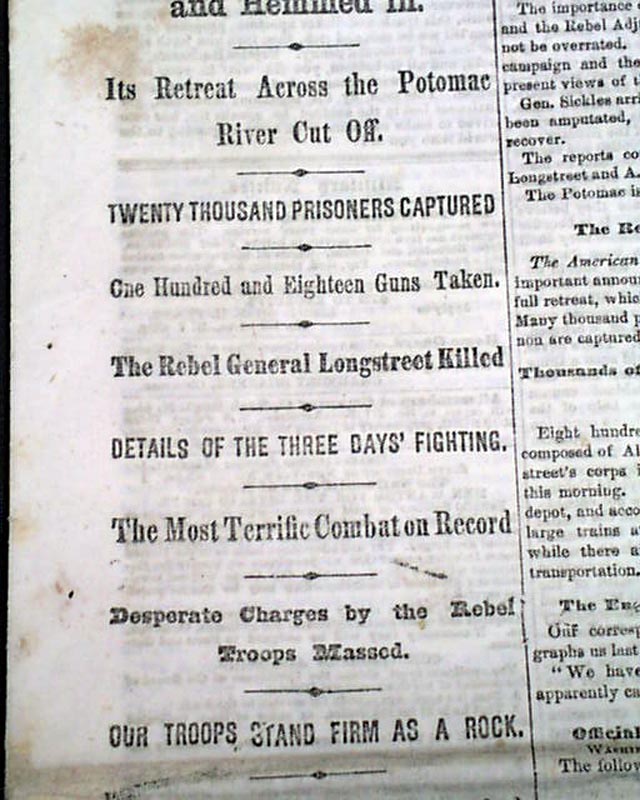 and Hemmed In.
Its Retreat Across the Potomac
River Cut Off.
TWENTY THOUSAND PRISONERS CAPTURED
One Hundred and Eighteen Guns Taken.
The Rebel General Longstreet Killed
DETAILS OF THE THREE DAYS' FIGHTING.
The Most Terrific Combat on Record
Desperate Charges by the Rebel
Troops Massed.
OUR TROOPS STAND FIRM AS A ROCK.
The importance
and the Rebel Adj
not be overrated.
campaign and the
present views of
Gen. Sickles arri
been amputated,
recover.
The reports co
Longstreet and A.
The Potomac is
The Re
The American
important annou
full retreat, whic
Many thousand p
non are captured
Thousands of
Eight hundre
composed of Al
street's corps
this morning.
depot, and acco
large trains a
while there a
transportation.
The En
Our corresp
graphs us last
"We have
apparently ca
Official
WASHIN
The follow